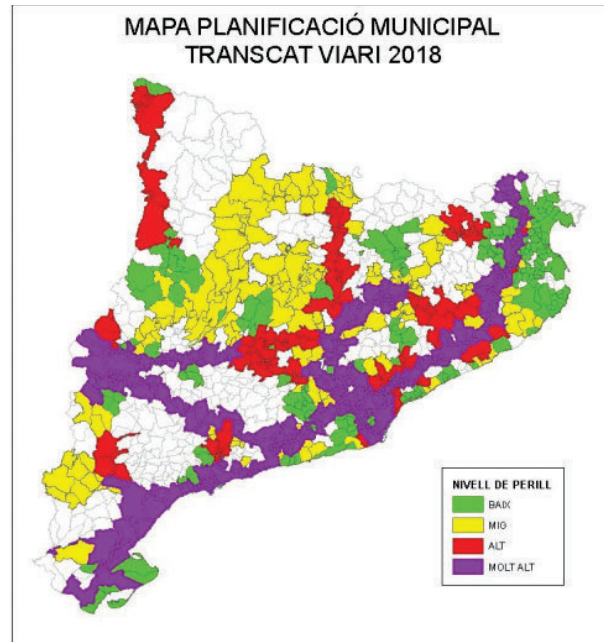 MAPA PLANIFICACIÓ MUNICIPAL
TRANSCAT VIARI 2018
NIVELL DE PERILL
BAIX
MIG
ALT
MOLT ALT